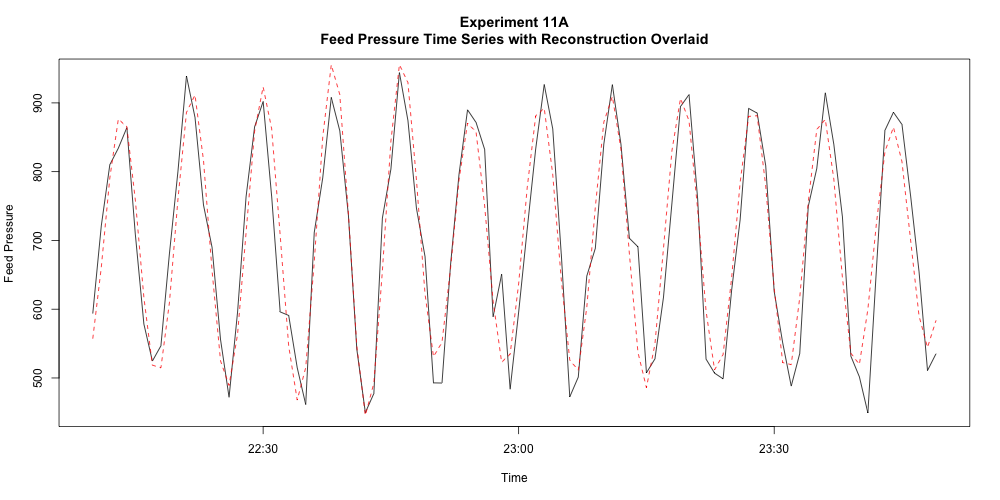 Experiment 11A
Feed Pressure Time Series with Reconstruction Overlaid
Feed Pressure
900
800
700
600
500
22:30
23:00
23:30
Time